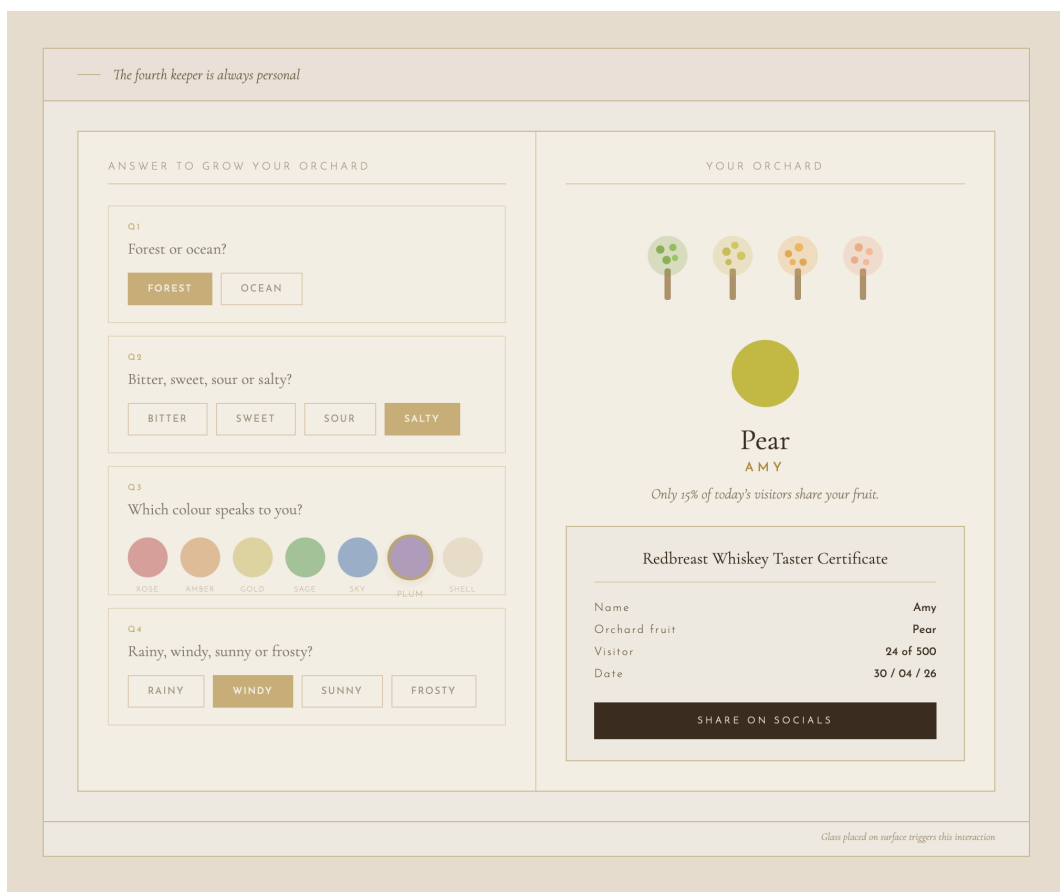 The fourth keeper is always personal
ANSWER TO GROW YOUR ORCHARD
Q1
Forest or ocean?
FOREST OCEAN
Q2
Bitter, sweet, sour or salty?
BITTER SWEET SOUR SALTY
Q3
Which colour speaks to you?
ROSE AMBER GOLD SAGE SKY PLUM SHELL
Q4
Rainy, windy, sunny or frosty?
RAINY WINDY SUNNY FROSTY
YOUR ORCHARD
Pear
AMY
Only 15% of today's visitors share your fruit.
Redbreast Whiskey Taster Certificate
Name Amy
Orchard fruit Pear
Visitor 24 of 500
Date 30 / 04 / 26
SHARE ON SOCIALS
Glass placed on surface triggers this interaction